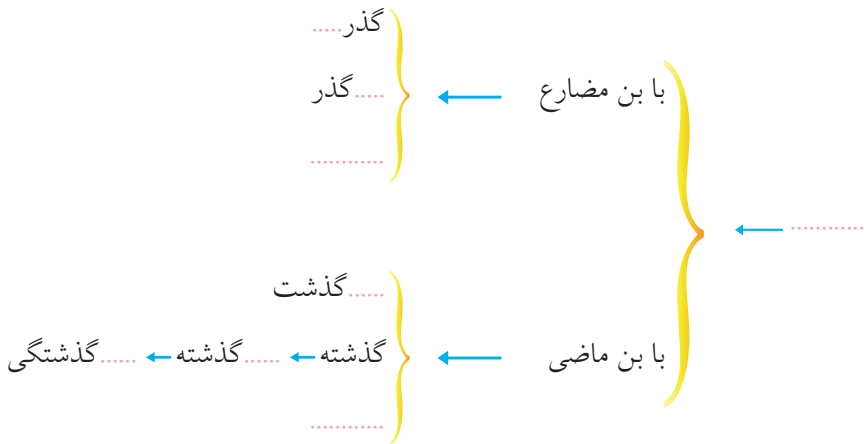 گذر.....
با بن مضارع
.....گذر
............
............
......گذشت
با بن ماضی
گذشته
......گذشته
......گذشتگی
............